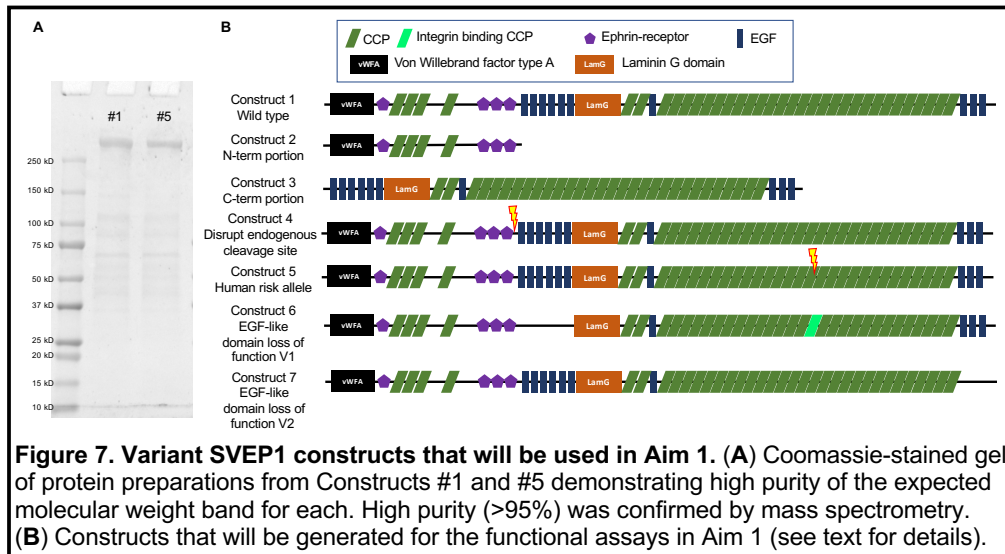 A
B
CCP
Integrin binding CCP
Ephrin-receptor
EGF
vWFA
Von Willebrand factor type A
LamG
Laminin G domain
#1
#5
250 kD
150 kD
100 kD
75 kD
50 kD
37 kD
25 kD
20 kD
15 kD
10 kD
Construct 1
Wild type
vWFA
LamG
Construct 2
N-term portion
vWFA
Construct 3
C-term portion
LamG
Construct 4
Disrupt endogenous
cleavage site
vWFA
LamG
Construct 5
Human risk allele
vWFA
LamG
Construct 6
EGF-like
domain loss of
function V1
vWFA
LamG
Construct 7
EGF-like
domain loss of
function V2
vWFA
LamG
Figure 7. Variant SVEP1 constructs that will be used in Aim 1. (A) Coomassie-stained gel
of protein preparations from Constructs #1 and #5 demonstrating high purity of the expected
molecular weight band for each. High purity (>95%) was confirmed by mass spectrometry.
(B) Constructs that will be generated for the functional assays in Aim 1 (see text for details).